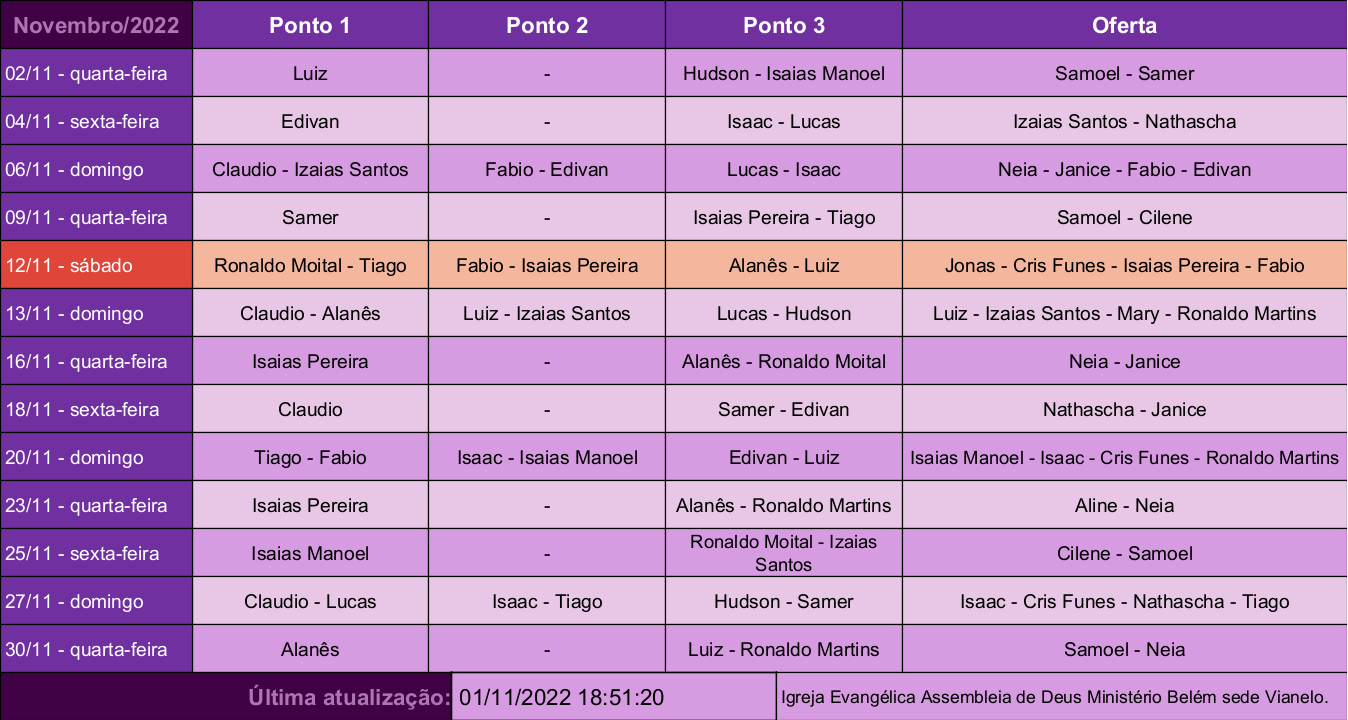 Novembro/2022 Ponto 1 Ponto 2 Ponto 3 Oferta
02/11 - quarta-feira Luiz - Hudson - Isaias Manoel Samoel - Samer
04/11 - sexta-feira Edivan - Isaac - Lucas Izaias Santos - Nathascha
06/11 - domingo Claudio - Izaias Santos Fabio - Edivan Lucas - Isaac Neia - Janice - Fabio - Edivan
09/11 - quarta-feira Samer - Isaias Pereira - Tiago Samoel - Cilene
12/11 - sábado Ronaldo Moital - Tiago Fabio - Isaias Pereira Alanês - Luiz Jonas - Cris Funes - Isaias Pereira - Fabio
13/11 - domingo Claudio - Alanês Luiz - Izaias Santos Lucas - Hudson Luiz - Izaias Santos - Mary - Ronaldo Martins
16/11 - quarta-feira Isaias Pereira - Alanês - Ronaldo Moital Neia - Janice
18/11 - sexta-feira Claudio - Samer - Edivan Nathascha - Janice
20/11 - domingo Tiago - Fabio Isaac - Isaias Manoel Edivan - Luiz Isaias Manoel - Isaac - Cris Funes - Ronaldo Martins
23/11 - quarta-feira Isaias Pereira - Alanês - Ronaldo Martins Aline - Neia
25/11 - sexta-feira Isaias Manoel - Ronaldo Moital - Izaias
Santos Cilene - Samoel
27/11 - domingo Claudio - Lucas Isaac - Tiago Hudson - Samer Isaac - Cris Funes - Nathascha - Tiago
30/11 - quarta-feira Alanês - Luiz - Ronaldo Martins Samoel - Neia
Última atualização: 01/11/2022 18:51:20 Igreja Evangélica Assembleia de Deus Ministério Belém sede Vianelo.